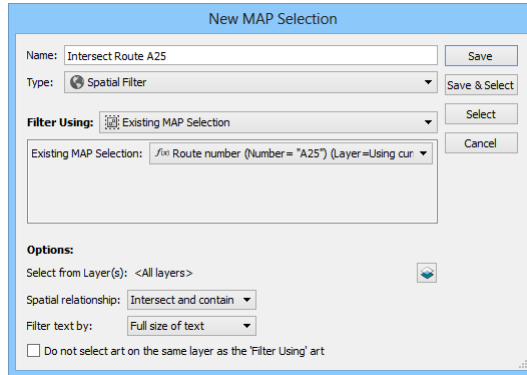 New MAP Selection
Name: Intersect Route A25 Save
Type: Spatial Filter Save & Select
Filter Using: Existing MAP Selection Select
Cancel
Existing MAP Selection: f(x) Route number (Number= "A25") (Layer=Using cur
Options:
Select from Layer(s): <All layers>
Spatial relationship: Intersect and contain
Filter text by: Full size of text
Do not select art on the same layer as the 'Filter Using' art